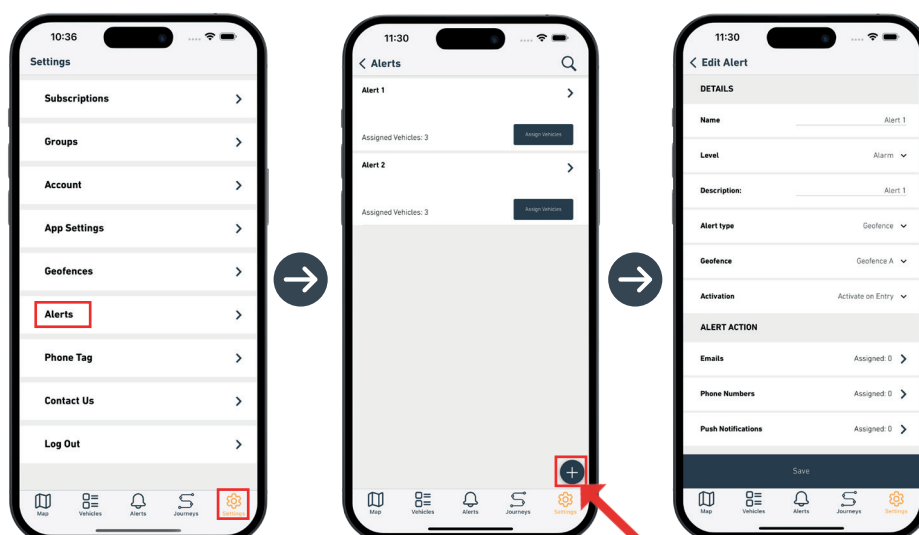 10:36
Settings
Subscriptions
Groups
Account
App Settings
Geofences
Alerts
Phone Tag
Contact Us
Log Out
Map Vehicles Alerts Journeys Settings
11:30
Alerts
Alert 1
Assigned Vehicles: 3 Assign Vehicles
Alert 2
Assigned Vehicles: 3 Assign Vehicles
Map Vehicles Alerts Journeys Settings
11:30
Edit Alert
DETAILS
Name Alert 1
Level Alarm
Description: Alert 1
Alert type Geofence
Geofence Geofence A
Activation Activate on Entry
ALERT ACTION
Emails Assigned: 0
Phone Numbers Assigned: 0
Push Notifications Assigned: 0
Save
Map Vehicles Alerts Journeys Settings